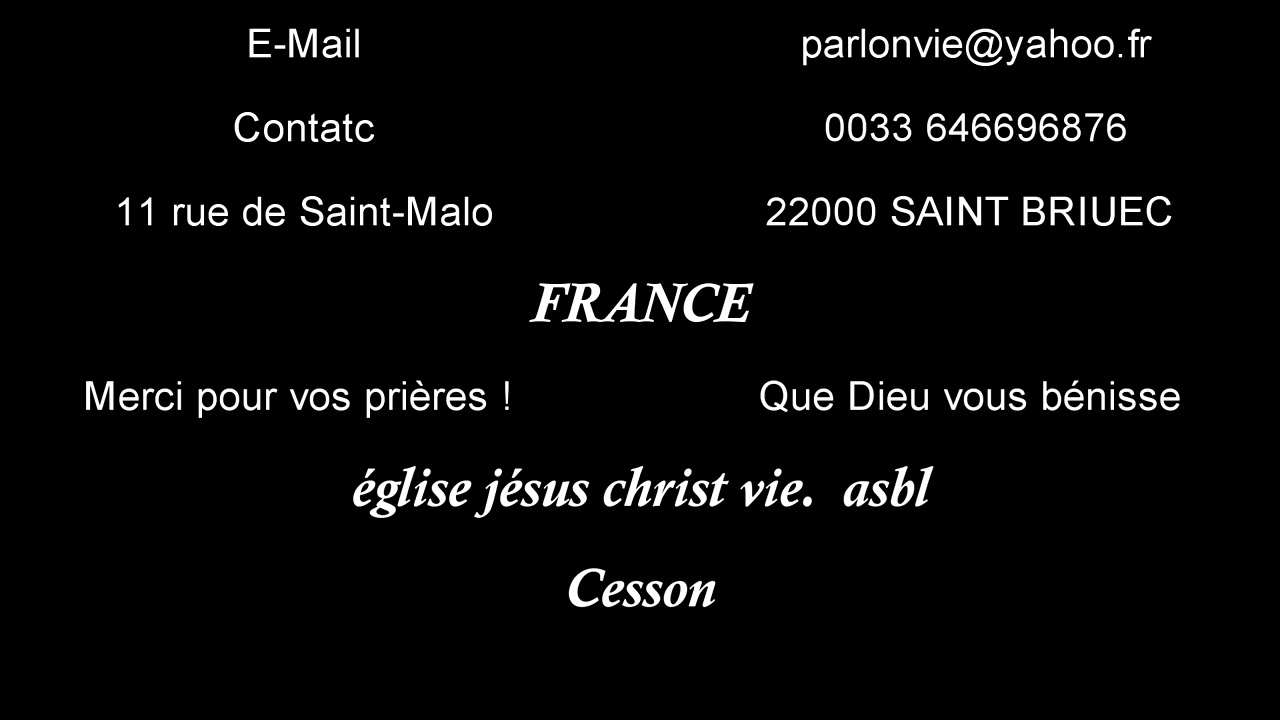 E-Mail parlonvie@yahoo.fr
Contatc 0033 646696876
11 rue de Saint-Malo 22000 SAINT BRIUEC
FRANCE
Merci pour vos prières ! Que Dieu vous bénisse
église jésus christ vie. asbl
Cesson